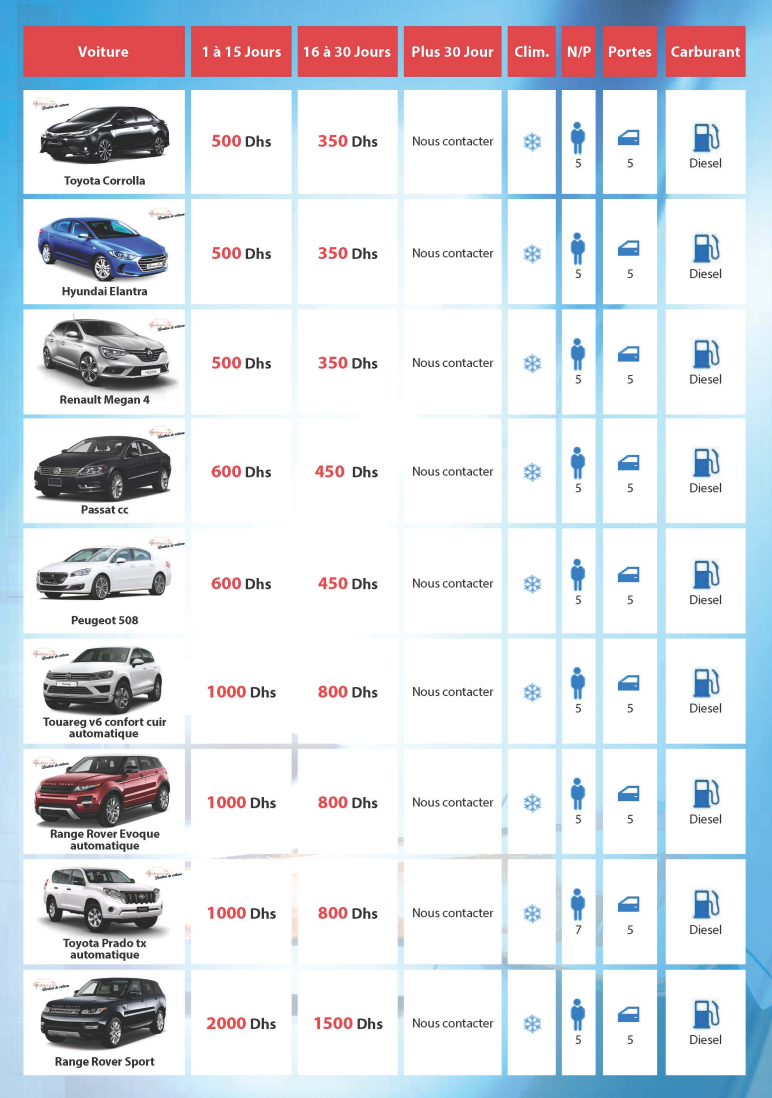 Voiture 1 à 15 Jours 16 à 30 Jours Plus 30 Jour Clim. N/P Portes Carburant
500 Dhs 350 Dhs Nous contacter 5 5 Diesel
Toyota Corrolla
500 Dhs 350 Dhs Nous contacter 5 5 Diesel
Hyundai Elantra
500 Dhs 350 Dhs Nous contacter 5 5 Diesel
Renault Megan 4
600 Dhs 450 Dhs Nous contacter 5 5 Diesel
Passat cc
600 Dhs 450 Dhs Nous contacter 5 5 Diesel
Peugeot 508
1000 Dhs 800 Dhs Nous contacter 5 5 Diesel
Touareg v6 confort cuir
automatique
1000 Dhs 800 Dhs Nous contacter 5 5 Diesel
Range Rover Evoque
automatique
1000 Dhs 800 Dhs Nous contacter 7 5 Diesel
Toyota Prado tx
automatique
2000 Dhs 1500 Dhs Nous contacter 5 5 Diesel
Range Rover Sport